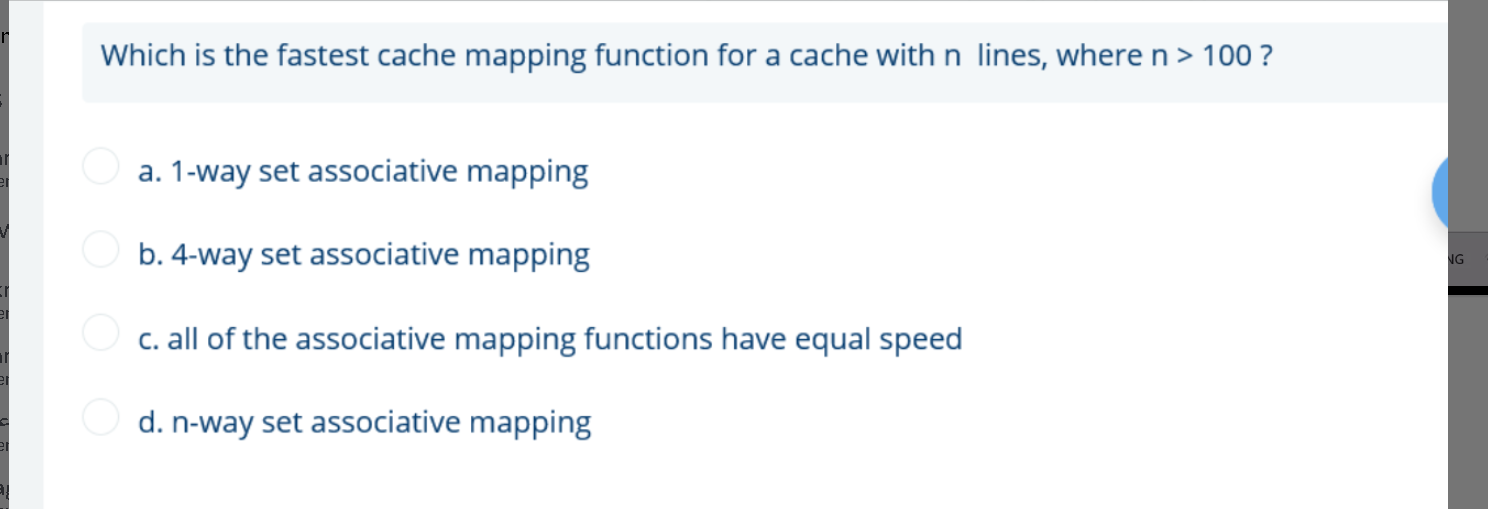 Which is the fastest cache mapping function for a cache with n lines, where n > 100 ?
a. 1-way set associative mapping
b. 4-way set associative mapping
NG
c. all of the associative mapping functions have equal speed
d. n-way set associative mapping